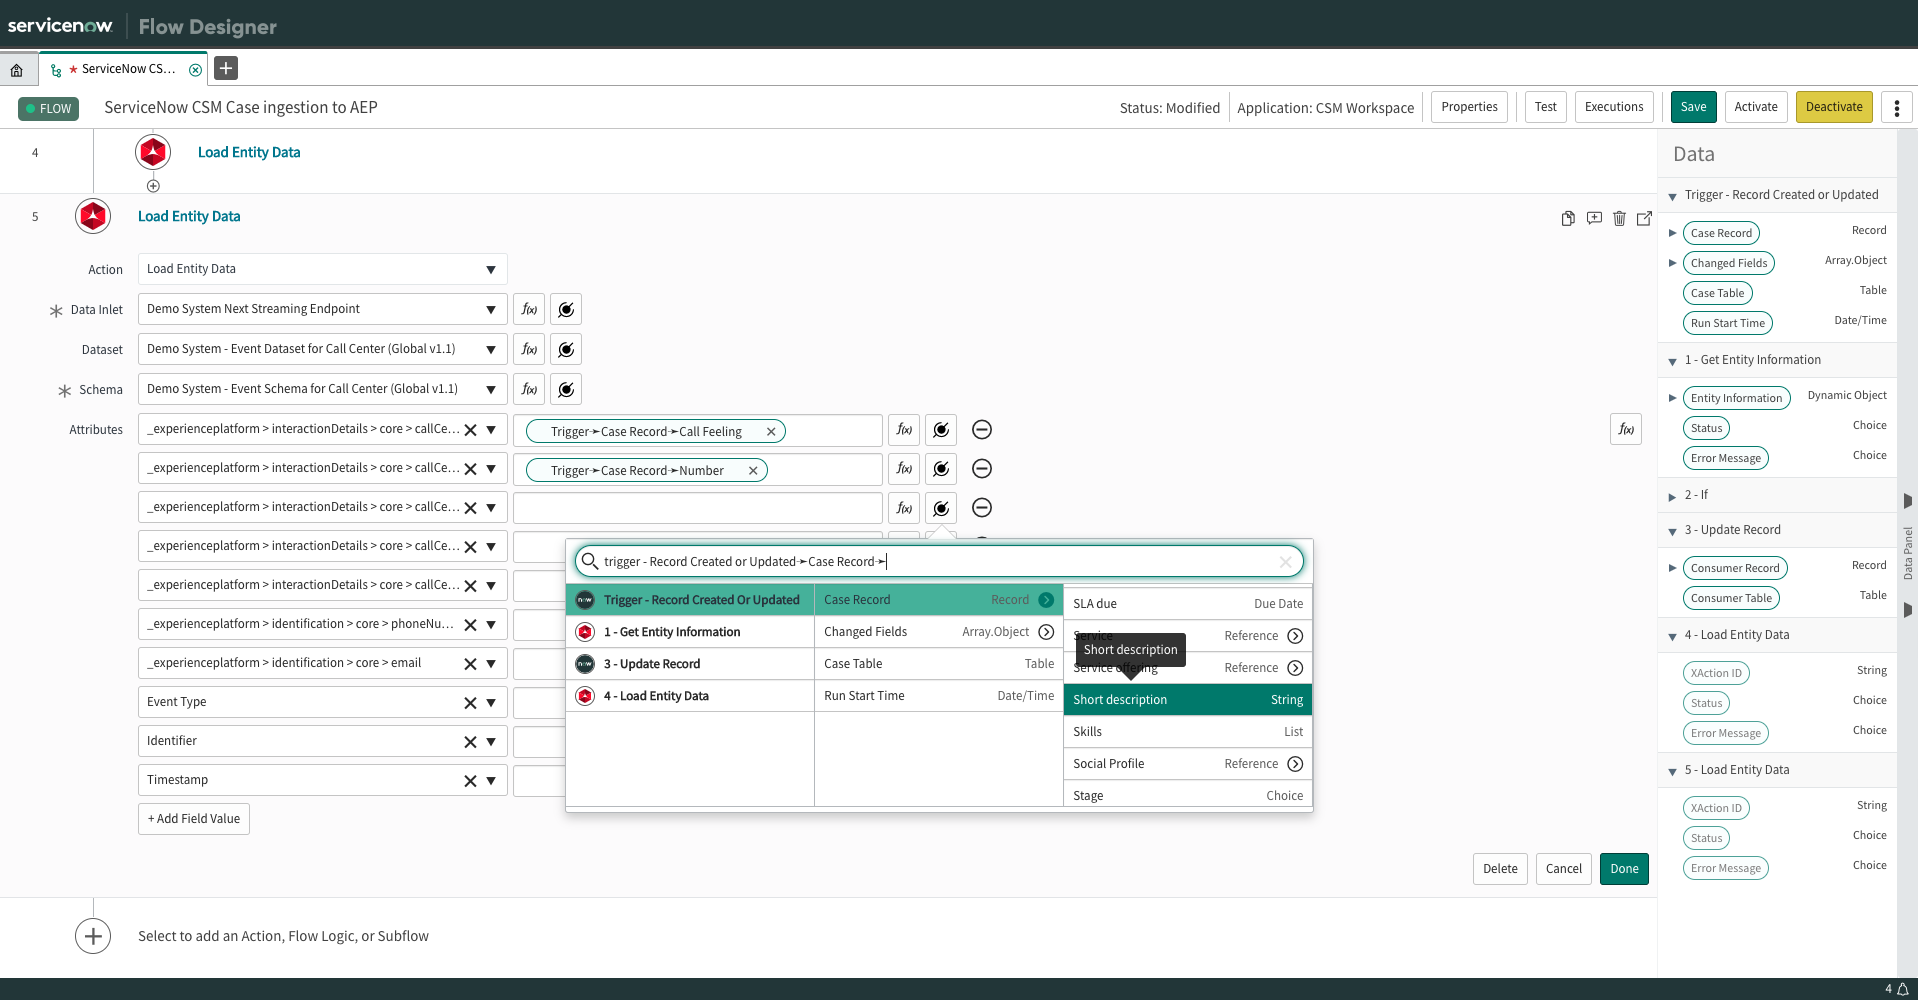 servicenow Flow Designer
ServiceNow CS...
FLOW ServiceNow CSM Case ingestion to AEP Status: Modified Application: CSM Workspace Properties Test Executions Save Activate Deactivate
4 Load Entity Data
5 Load Entity Data
Action Load Entity Data
Data Inlet Demo System Next Streaming Endpoint f(x)
Dataset Demo System - Event Dataset for Call Center (Global v1.1) f(x)
Schema Demo System - Event Schema for Call Center (Global v1.1) f(x)
Attributes _experienceplatform > interactionDetails > core > callCe... Trigger➛Case Record➛Call Feeling f(x) f(x)
_experienceplatform > interactionDetails > core > callCe... Trigger➛Case Record➛Number f(x)
_experienceplatform > interactionDetails > core > callCe... f(x)
_experienceplatform > interactionDetails > core > callCe...
_experienceplatform > interactionDetails > core > callCe...
_experienceplatform > identification > core > phoneNu...
_experienceplatform > identification > core > email
Event Type
Identifier
Timestamp
+ Add Field Value
trigger - Record Created or Updated➛Case Record➛
now Trigger - Record Created Or Updated
1 - Get Entity Information
now 3 - Update Record
4 - Load Entity Data
Case Record Record
Changed Fields Array.Object
Case Table Table
Run Start Time Date/Time
SLA due Due Date
Service Reference
Short description
Service offering Reference
Short description String
Skills List
Social Profile Reference
Stage Choice
Delete Cancel Done
Select to add an Action, Flow Logic, or Subflow
Data
Trigger - Record Created or Updated
Case Record Record
Changed Fields Array.Object
Case Table Table
Run Start Time Date/Time
1 - Get Entity Information
Entity Information Dynamic Object
Status Choice
Error Message Choice
2 - If
3 - Update Record
Consumer Record Record
Consumer Table Table
4 - Load Entity Data
XAction ID String
Status Choice
Error Message Choice
5 - Load Entity Data
XAction ID String
Status Choice
Error Message Choice
Data Panel
4